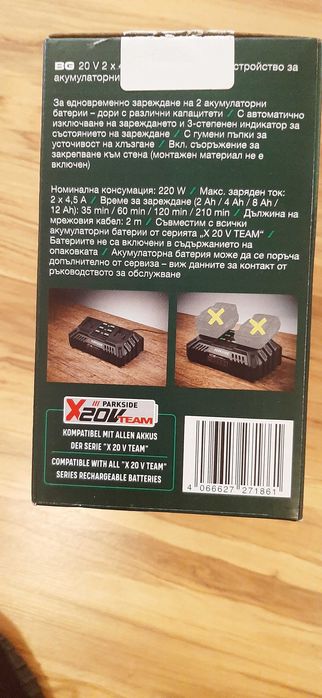 BG 20 V 2 x
устройство за
акумулаторни
За едновременно зареждане на 2 акумулаторни
батерии – дори с различни капацитети ⁄ С автоматично
изключване на зареждането и 3-степенен индикатор за
състоянието на зареждане ⁄ С гумени пъпки за
усточивост на хлъзгане ⁄ Вкл. съоръжение за
закрепване към стена (монтажен материал не е
включен)
Номинална консумация: 220 W ⁄ Макс. заряден ток:
2 x 4,5 A ⁄ Време за зареждане (2 Ah / 4 Ah / 8 Ah /
12 Ah): 35 min / 60 min / 120 min / 210 min ⁄ Дължина на
мрежовия кабел: 2 m ⁄ Съвместим с всички
акумулаторни батерии от серията „X 20 V TEAM“ ⁄
Батериите не са включени в съдържанието на
опаковката ⁄ Акумулаторна батерия може да се поръча
допълнително от сервиза – виж данните за контакт от
ръководството за обслужване
/// PARKSIDE
X20V TEAM
KOMPATIBEL MIT ALLEN AKKUS
DER SERIE "X 20 V TEAM"
COMPATIBLE WITH ALL "X 20 V TEAM"
SERIES RECHARGEABLE BATTERIES
4 066627 271861